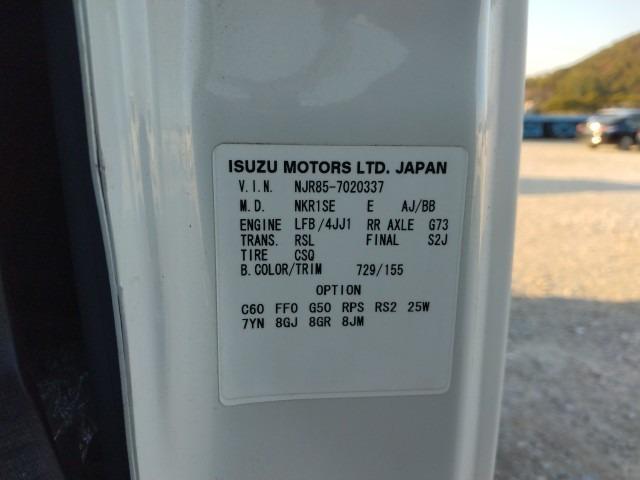 ISUZU MOTORS LTD. JAPAN
V.I.N. NJR85-7020337
M.D. NKR1SE E AJ/BB
ENGINE LFB/4JJ1 RR AXLE G73
TRANS. RSL FINAL S2J
TIRE CSQ
B.COLOR/TRIM 729/155
OPTION
C60 FF0 G50 RPS RS2 25W
7YN 8GJ 8GR 8JM